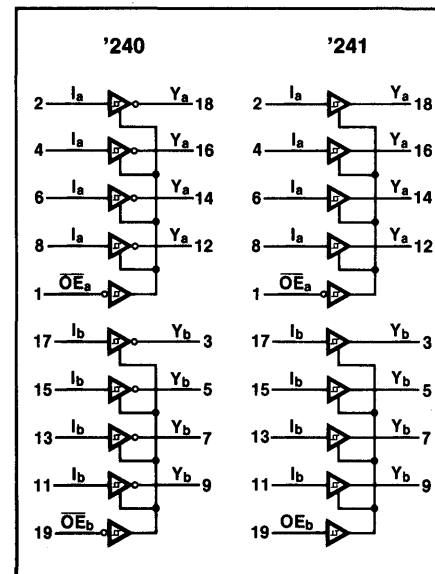 '240 '241
2 Ia Ya 18 2 Ia Ya 18
4 Ia Ya 16 4 Ia Ya 16
6 Ia Ya 14 6 Ia Ya 14
8 Ia Ya 12 8 Ia Ya 12
1 O̅E̅a 1 O̅E̅a
17 Ib Yb 3 17 Ib Yb 3
15 Ib Yb 5 15 Ib Yb 5
13 Ib Yb 7 13 Ib Yb 7
11 Ib Yb 9 11 Ib Yb 9
19 O̅E̅b 19 OEb